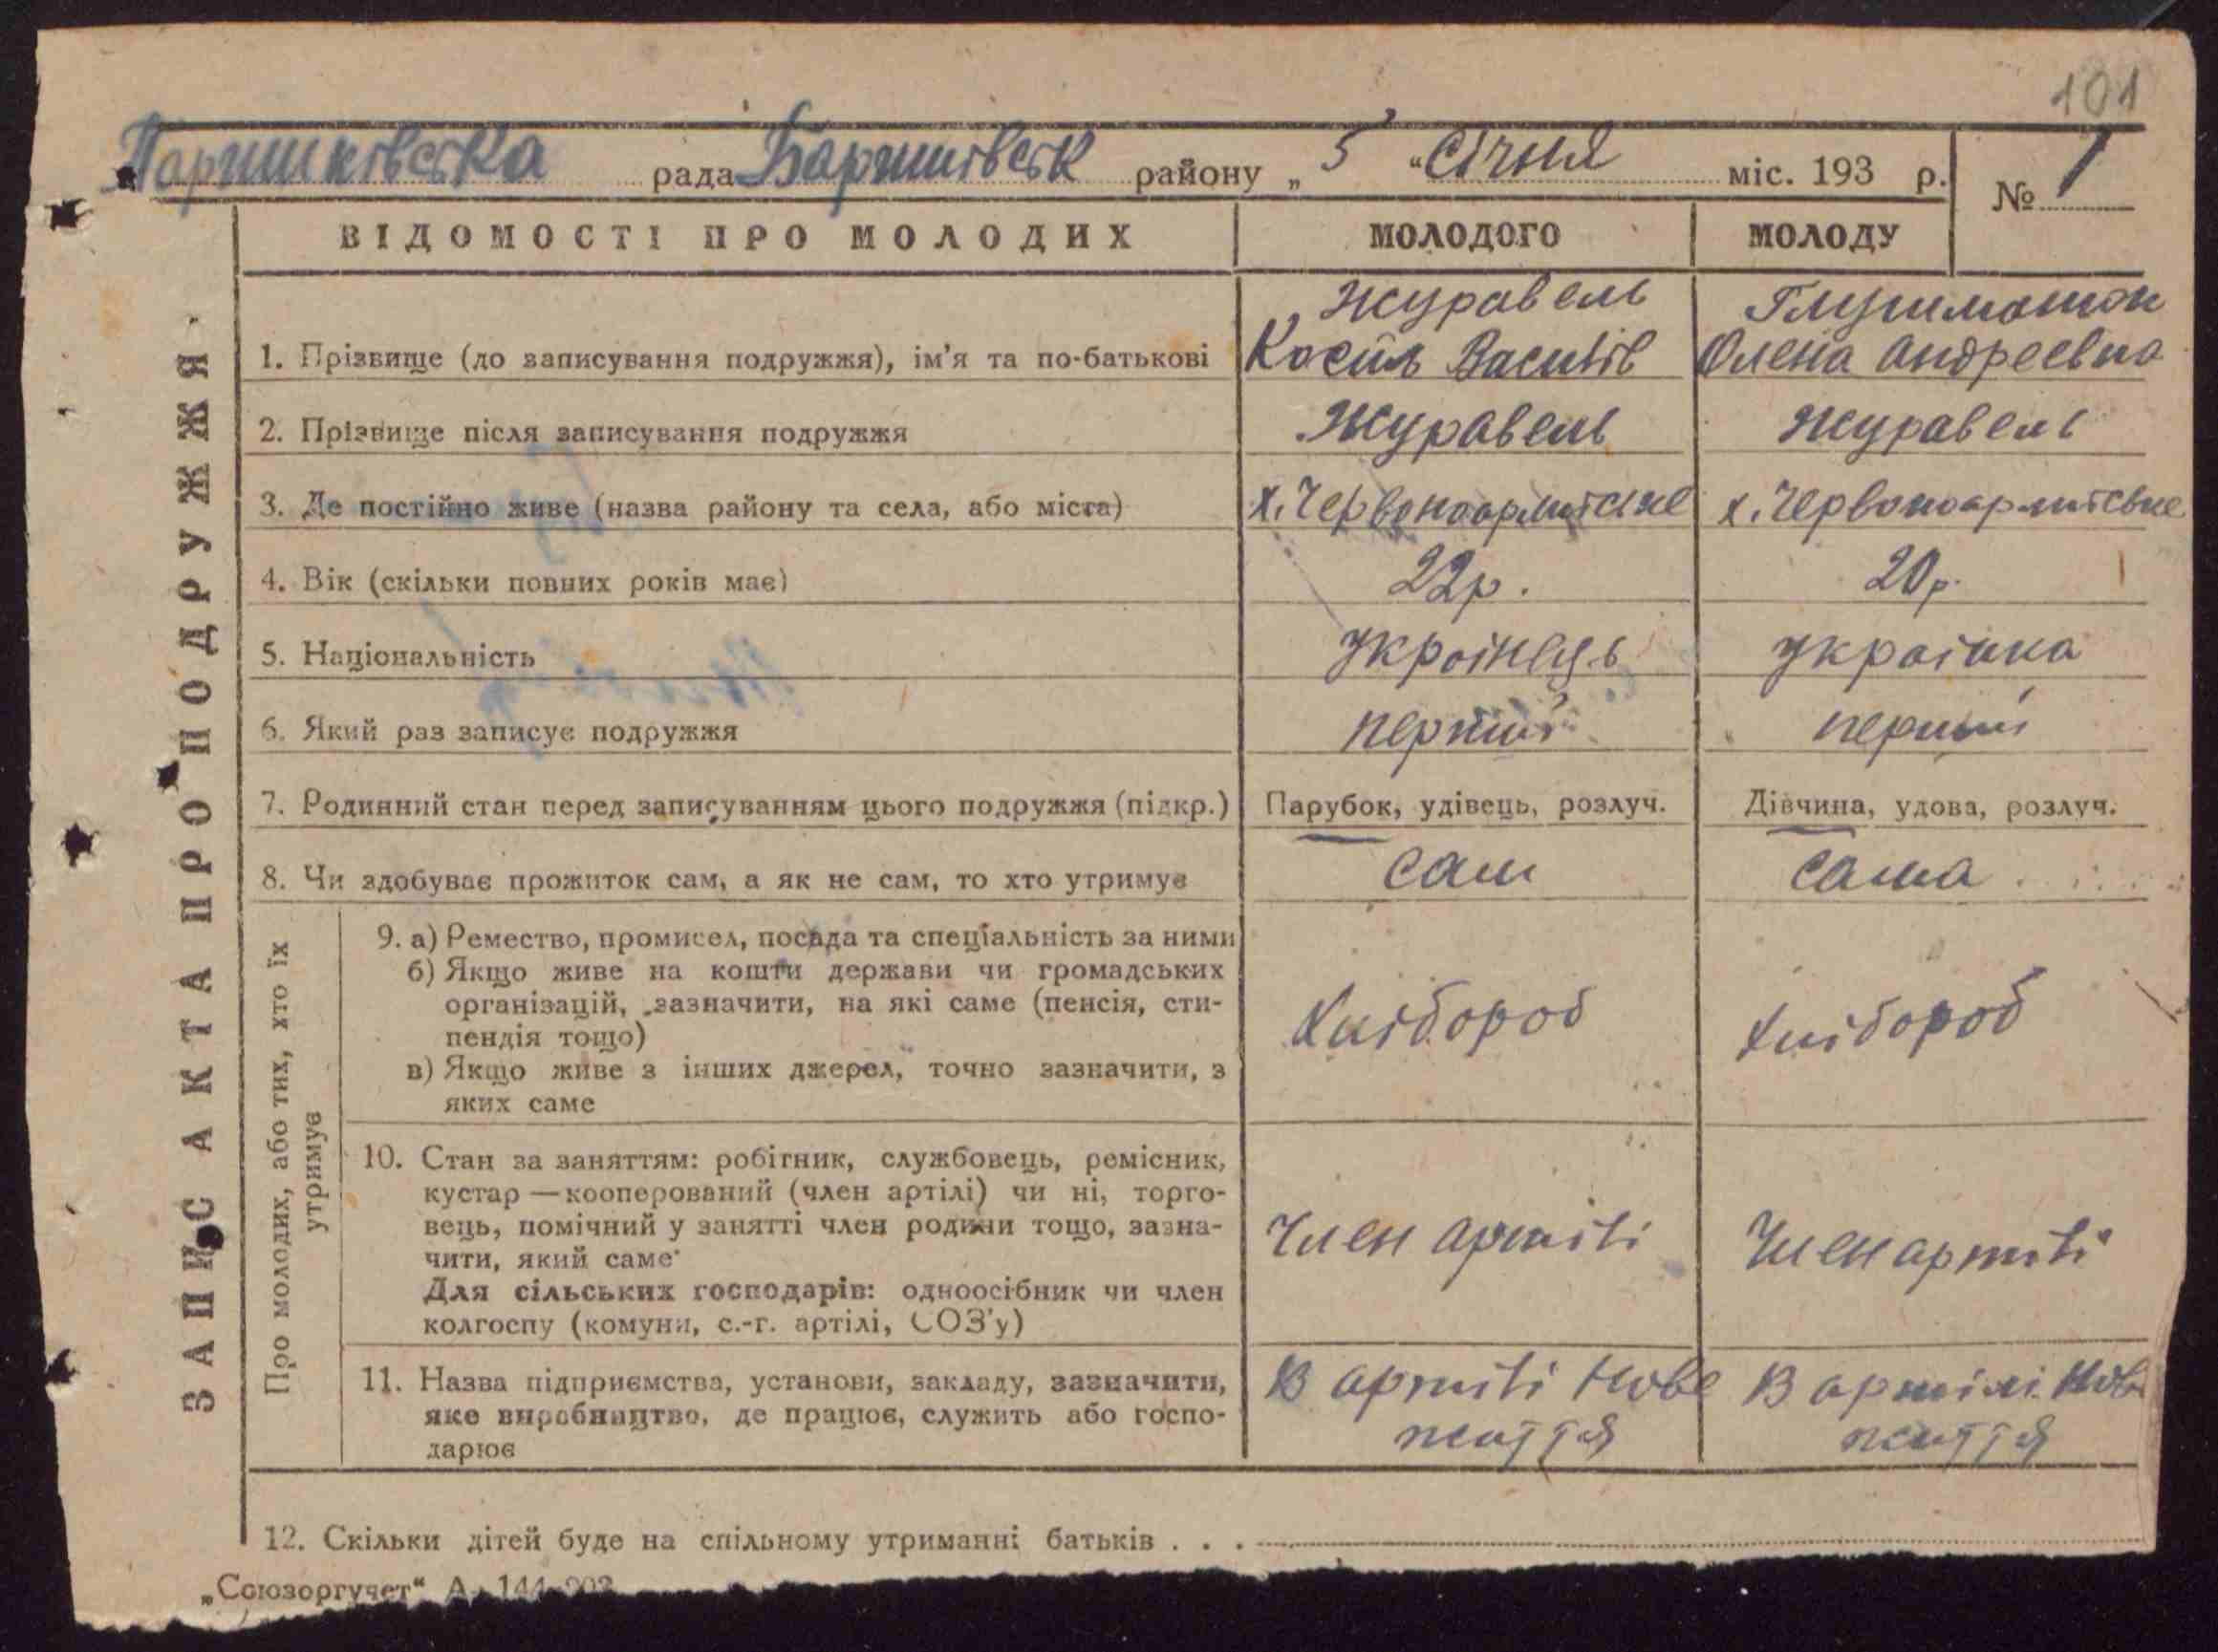 101
Паришківська рада Баришівськ району „ 5 “ Січня міс. 193 р. № 1
ВІДОМОСТІ ПРО МОЛОДИХ МОЛОДОГО МОЛОДУ
ЗАПИС АКТА ПРО ПОДРУЖЖЯ
Журавель
1. Прізвище (до записування подружжя), ім’я та по-батькові Василів Олена Андреевна
2. Прізвище після записування подружжя Журавель Журавель
3. Де постійно живе (назва району та села, або міста) х. Червоноармійське х. Червоноармійське
4. Вік (скільки повних років має) 22р. 20р.
5. Національність Українець українка
6. Який раз записує подружжя перший перший
7. Родинний стан перед записуванням цього подружжя (підкр.) Парубок, удівець, розлуч. Дівчина, удова, розлуч.
8. Чи здобуває прожиток сам, а як не сам, то хто утримує сам сама
Про молодих, або тих, хто їх
утримує
9. а) Ремество, промисел, посада та спеціальність за ними
б) Якщо живе на кошти держави чи громадських
організацій, зазначити, на які саме (пенсія, сти-
пендія тощо)
в) Якщо живе з інших джерел, точно зазначити, з
яких саме
Хлібороб Хлібороб
10. Стан за заняттям: робітник, службовець, ремісник,
кустар — кооперований (член артілі) чи ні, торго-
вець, помічний у занятті член родини тощо, зазна-
чити, який саме
Для сільських господарів: одноосібник чи член
колгоспу (комуни, с.-г. артілі, СОЗ’у)
Член артілі Член артілі
11. Назва підприємства, установи, закладу, зазначити,
яке виробництво, де працює, служить або госпо-
дарює
В артілі Нове В артілі Нове
життя життя
12. Скільки дітей буде на спільному утриманні батьків . . .
„Союзоргучет“ А